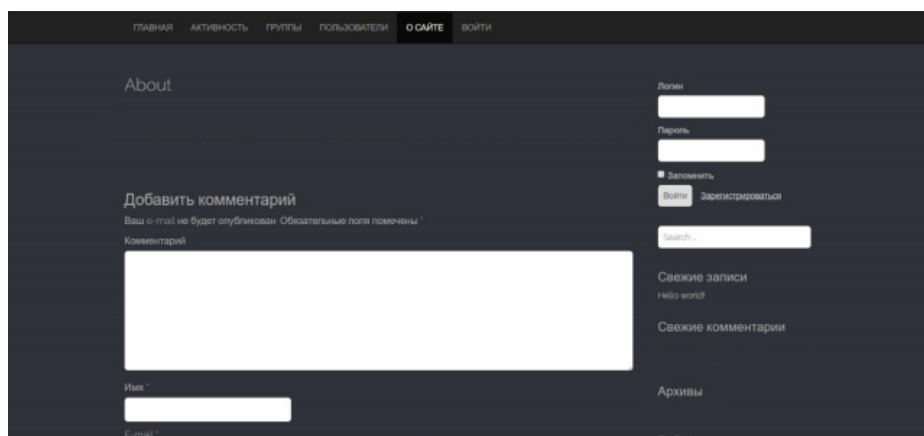 ГЛАВНАЯ АКТИВНОСТЬ ГРУППЫ ПОЛЬЗОВАТЕЛИ О САЙТЕ ВОЙТИ
About
Добавить комментарий
Ваш e-mail не будет опубликован. Обязательные поля помечены *
Комментарий
Имя *
E-mail *
Логин
Пароль
Запомнить
Войти Зарегистрироваться
Search...
Свежие записи
Hello world!
Свежие комментарии
Архивы